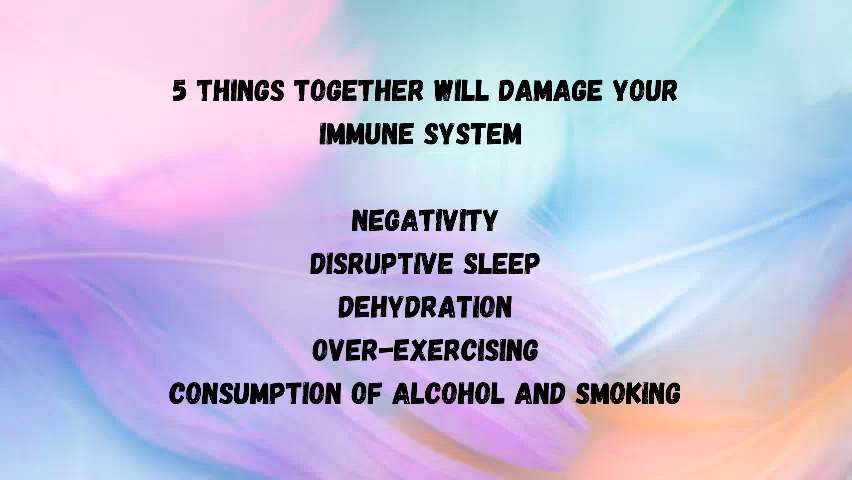 5 THINGS TOGETHER WILL DAMAGE YOUR
IMMUNE SYSTEM
NEGATIVITY
DISRUPTIVE SLEEP
DEHYDRATION
OVER-EXERCISING
CONSUMPTION OF ALCOHOL AND SMOKING